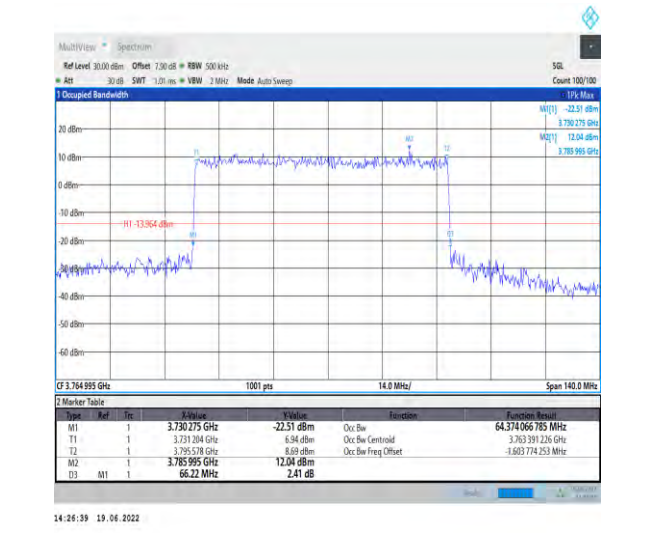 MultiView Spectrum
Ref Level 30.00 dBm Offset 7.90 dB RBW 500 kHz SGL
Att 30 dB SWT 1.01 ms VBW 2 MHz Mode Auto Sweep Count 100/100
1 Occupied Bandwidth 1Pk Max
M1[1] -22.51 dBm
3.730 275 GHz
M2[1] 12.04 dBm
3.785 995 GHz
20 dBm
M2
T2
T1
10 dBm
0 dBm
-10 dBm
H1 -13.964 dBm
M1
D3
-20 dBm
-30 dBm
-40 dBm
-50 dBm
-60 dBm
CF 3.764 995 GHz 1001 pts 14.0 MHz/ Span 140.0 MHz
2 Marker Table
Type Ref Trc X-Value Y-Value Function Function Result
M1 1 3.730 275 GHz -22.51 dBm Occ Bw 64.374 066 785 MHz
T1 1 3.731 204 GHz 6.94 dBm Occ Bw Centroid 3.763 391 226 GHz
T2 1 3.795 578 GHz 8.69 dBm Occ Bw Freq Offset -1.603 774 253 MHz
M2 1 3.785 995 GHz 12.04 dBm
D3 M1 1 66.22 MHz 2.41 dB
Ready
14:26:39 19.06.2022